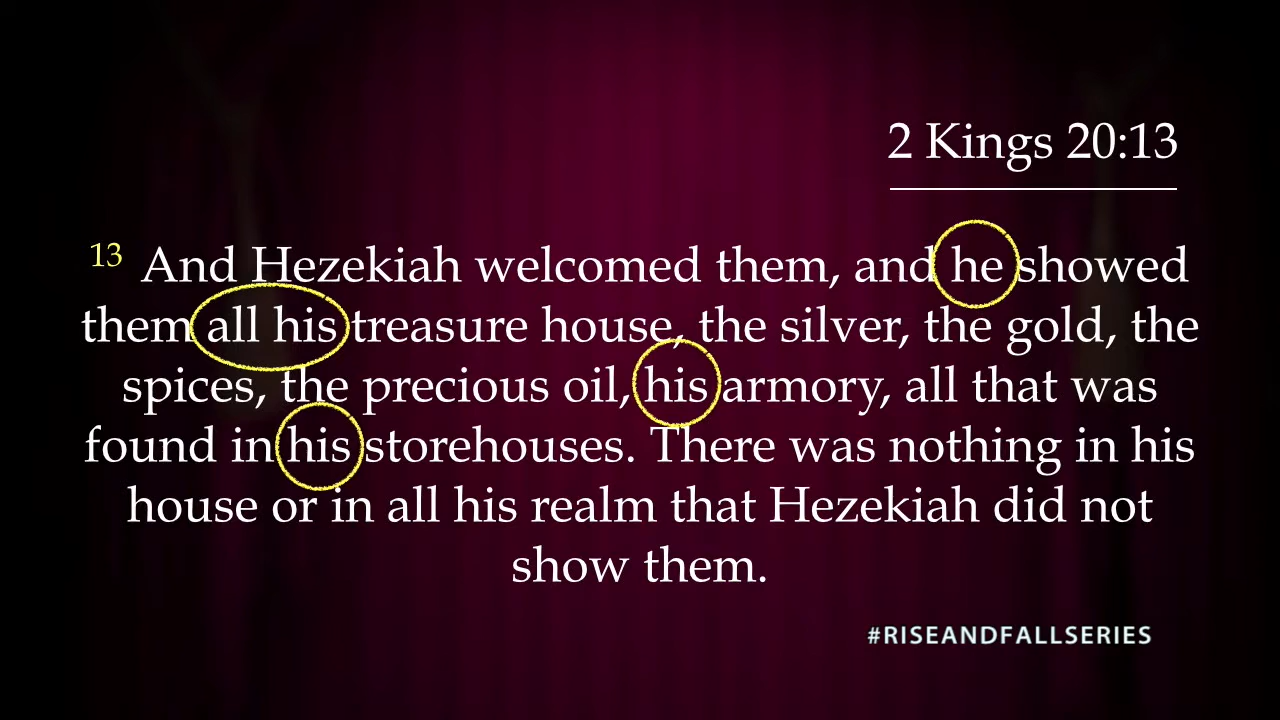 2 Kings 20:13
13 And Hezekiah welcomed them, and he showed
them all his treasure house, the silver, the gold, the
spices, the precious oil, his armory, all that was
found in his storehouses. There was nothing in his
house or in all his realm that Hezekiah did not
show them.
#RISEANDFALLSERIES